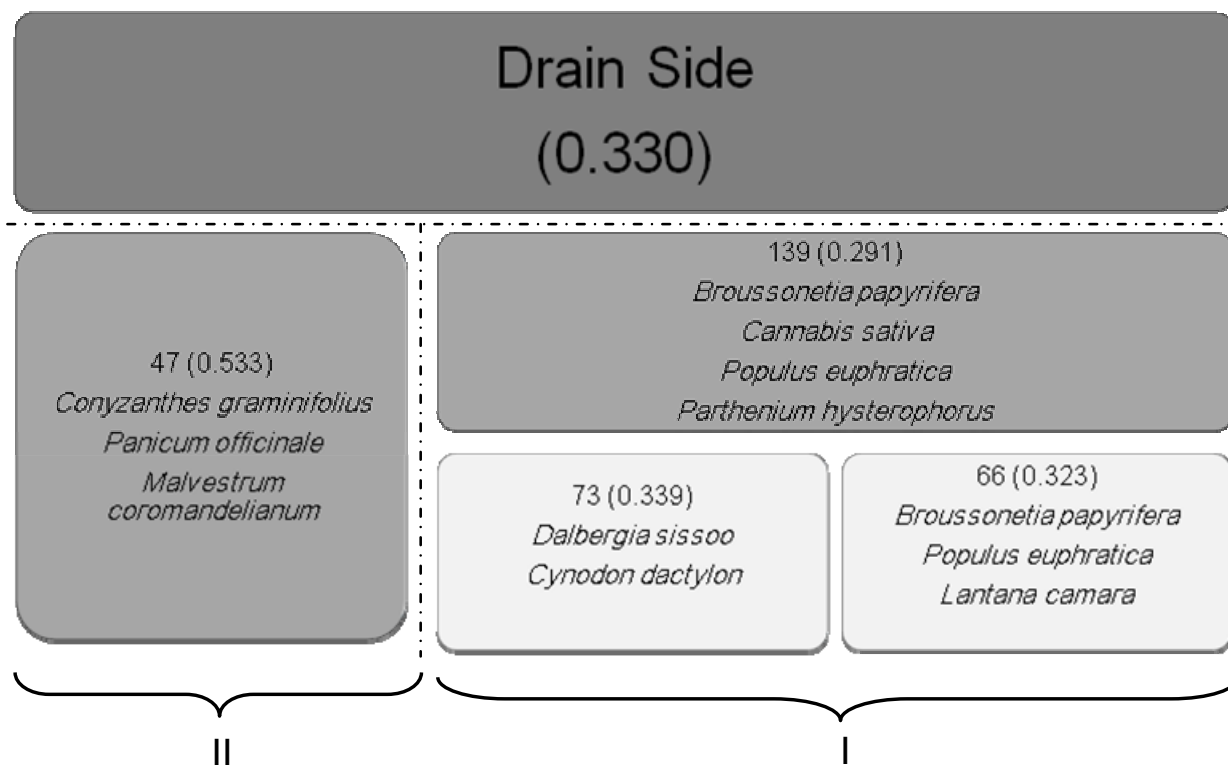 Drain Side
(0.330)
47 (0.533)
Conyzanthes graminifolius
Panicum officinale
Malvestrum
coromandelianum
139 (0.291)
Broussonetia papyrifera
Cannabis sativa
Populus euphratica
Parthenium hysterophorus
73 (0.339)
Dalbergia sissoo
Cynodon dactylon
66 (0.323)
Broussonetia papyrifera
Populus euphratica
Lantana camara
II
I